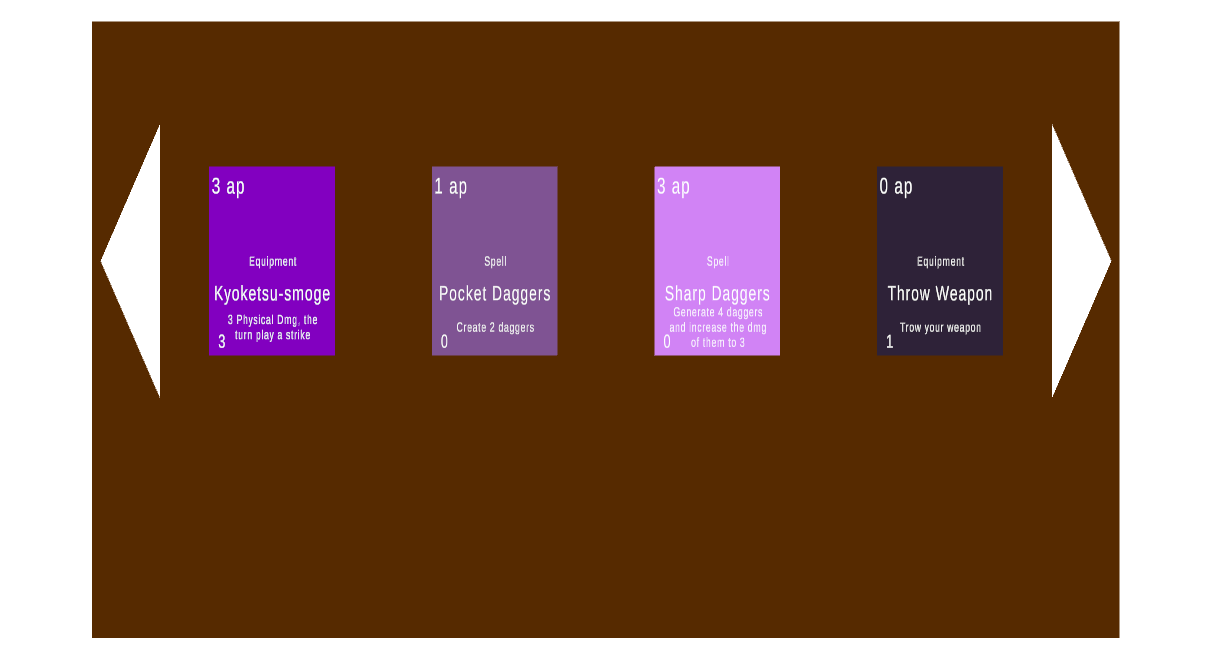 3 ap
Equipment
Kyoketsu-smoge
3 Physical Dmg, the
turn play a strike
3
1 ap
Spell
Pocket Daggers
Create 2 daggers
0
3 ap
Spell
Sharp Daggers
Generate 4 daggers
and increase the dmg
of them to 3
0
0 ap
Equipment
Throw Weapon
Trow your weapon
1